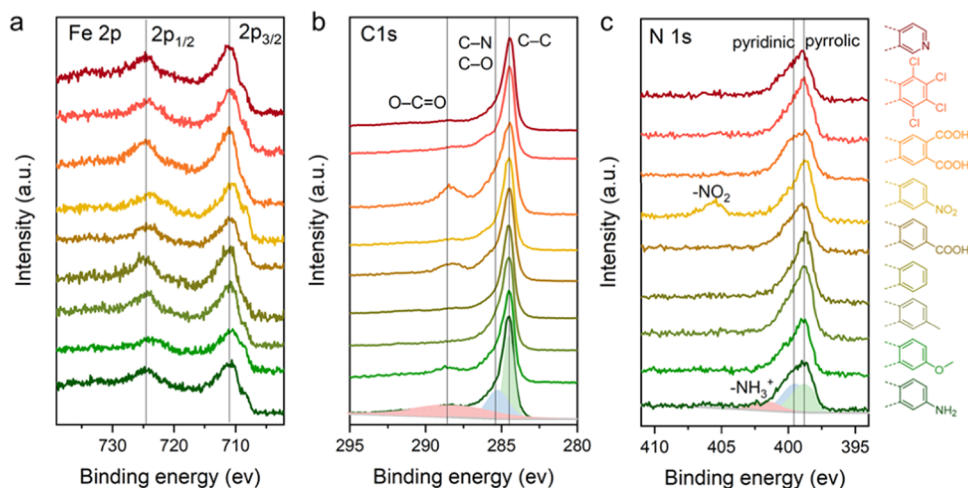 a
Fe 2p
2p1/2
2p3/2
Intensity (a.u.)
730
720
710
Binding energy (ev)
b
C1s
C–N
C–O
C–C
O–C=O
Intensity (a.u.)
295
290
285
280
Binding energy (ev)
c
N 1s
pyridinic
pyrrolic
-NO2
-NH3+
Intensity (a.u.)
410
405
399
394
Binding energy (ev)
N
Cl
Cl
Cl
Cl
COOH
COOH
NO2
COOH
O
NH2